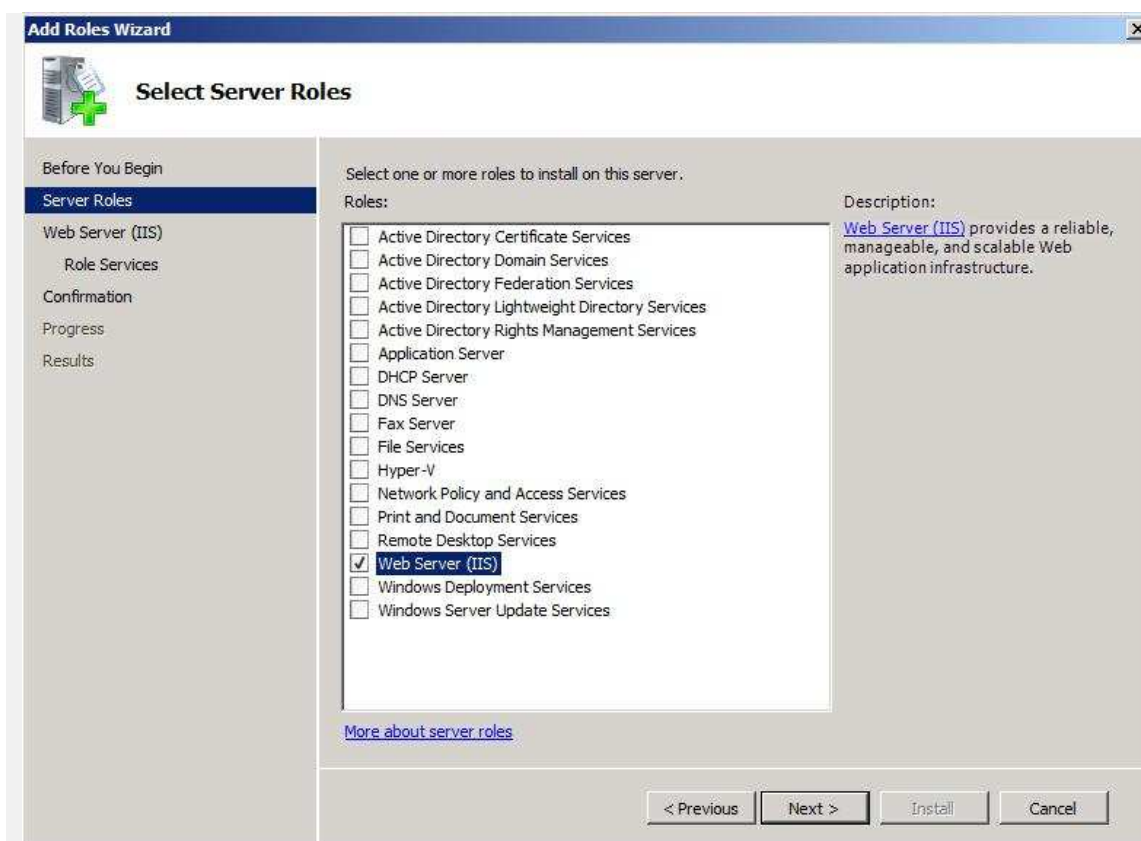 Add Roles Wizard
Select Server Roles
Before You Begin
Server Roles
Web Server (IIS)
Role Services
Confirmation
Progress
Results
Select one or more roles to install on this server.
Roles:
Active Directory Certificate Services
Active Directory Domain Services
Active Directory Federation Services
Active Directory Lightweight Directory Services
Active Directory Rights Management Services
Application Server
DHCP Server
DNS Server
Fax Server
File Services
Hyper-V
Network Policy and Access Services
Print and Document Services
Remote Desktop Services
Web Server (IIS)
Windows Deployment Services
Windows Server Update Services
More about server roles
Description:
Web Server (IIS) provides a reliable,
manageable, and scalable Web
application infrastructure.
< Previous
Next >
Install
Cancel